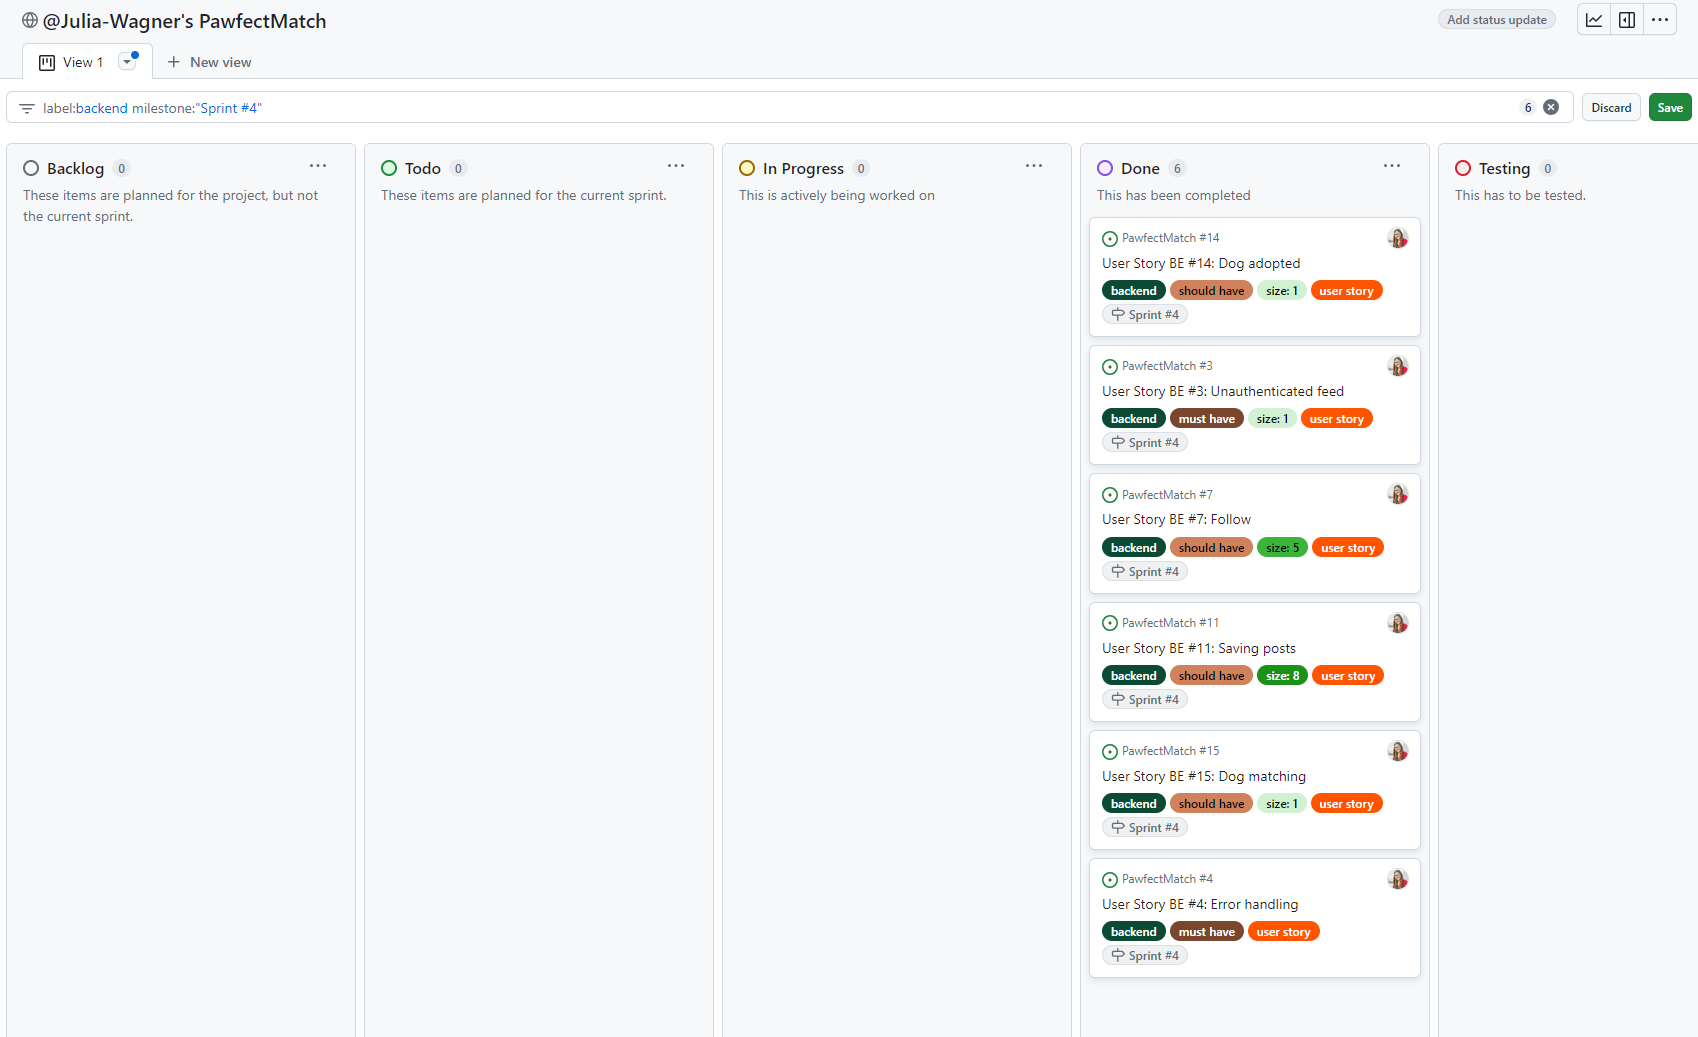 @Julia-Wagner's PawfectMatch
Add status update
View 1
New view
label:backend milestone:"Sprint #4"
6
Discard
Save
Backlog 0
These items are planned for the project, but not
the current sprint.
Todo 0
These items are planned for the current sprint.
In Progress 0
This is actively being worked on
Done 6
This has been completed
PawfectMatch #14
User Story BE #14: Dog adopted
backend should have size: 1 user story
Sprint #4
PawfectMatch #3
User Story BE #3: Unauthenticated feed
backend must have size: 1 user story
Sprint #4
PawfectMatch #7
User Story BE #7: Follow
backend should have size: 5 user story
Sprint #4
PawfectMatch #11
User Story BE #11: Saving posts
backend should have size: 8 user story
Sprint #4
PawfectMatch #15
User Story BE #15: Dog matching
backend should have size: 1 user story
Sprint #4
PawfectMatch #4
User Story BE #4: Error handling
backend must have user story
Sprint #4
Testing 0
This has to be tested.